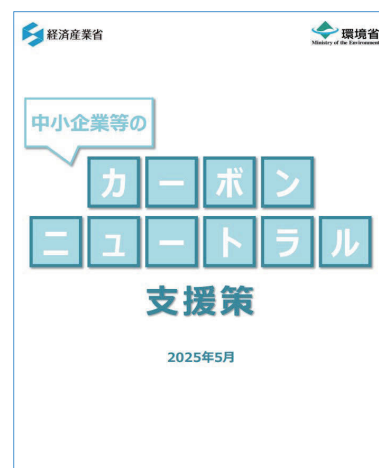 経済産業省
環境省
Ministry of the Environment
中小企業等の
カーボン
ニュートラル
支援策
2025年5月